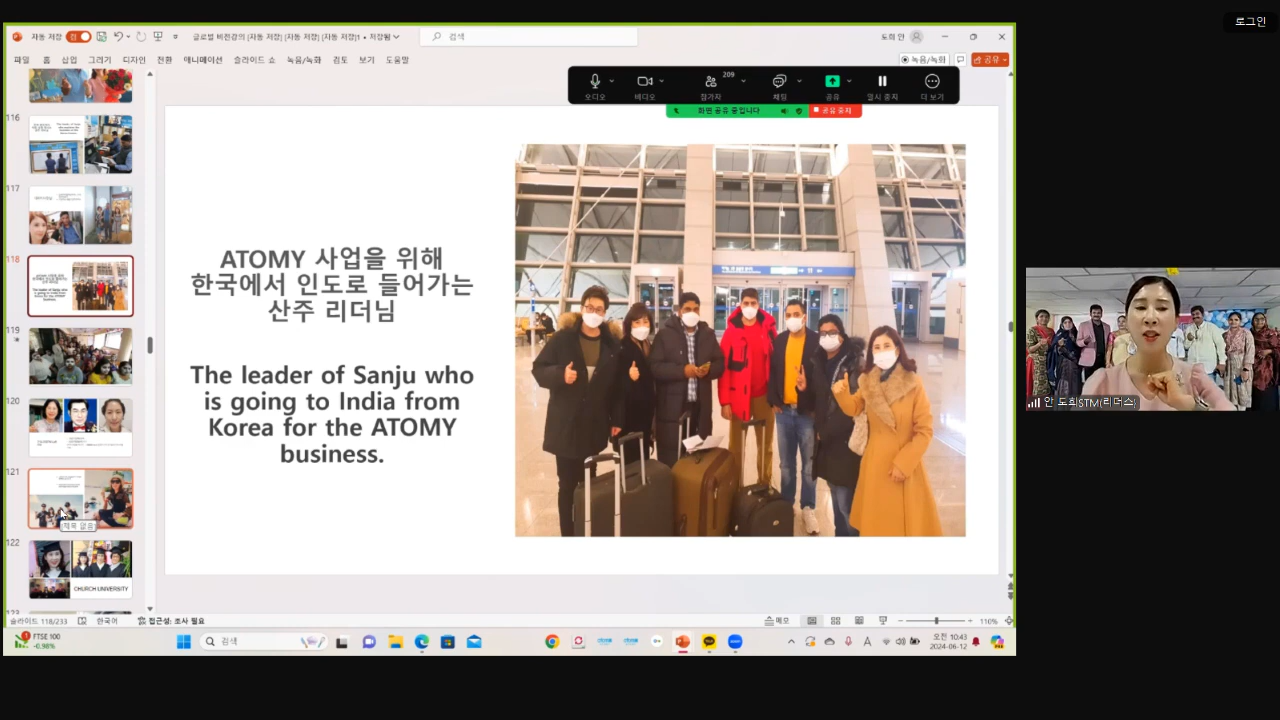 로그인
자동 저장
글로벌 비전강의 [자동 저장] [자동 저장] [자동 저장]1 • 저장됨
검색
도희 안
파일 홈 삽입 그리기 디자인 전환 애니메이션 슬라이드 쇼 녹음/녹화 검토 보기 도움말
녹음/녹화
공유
209
오디오 비디오 참가자 채팅 공유 일시 중지 더 보기
화면 공유 중입니다
공유 중지
116
117
118
119
120
121
122
CHURCH UNIVERSITY
제목 없음
ATOMY 사업을 위해
한국에서 인도로 들어가는
산주 리더님
The leader of Sanju who
is going to India from
Korea for the ATOMY
business.
안 도희STM(리더스)
슬라이드 118/233
한국어
접근성: 조사 필요
메모
110%
FTSE 100
-0.98%
검색
오전 10:43
2024-06-12